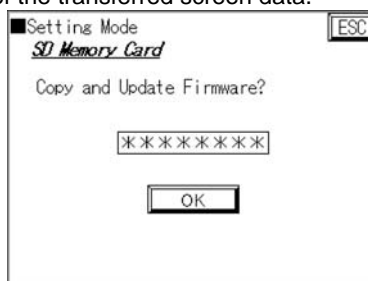 of the transferred screen data.
■Setting Mode ESC
SD Memory Card
Copy and Update Firmware?
********
OK